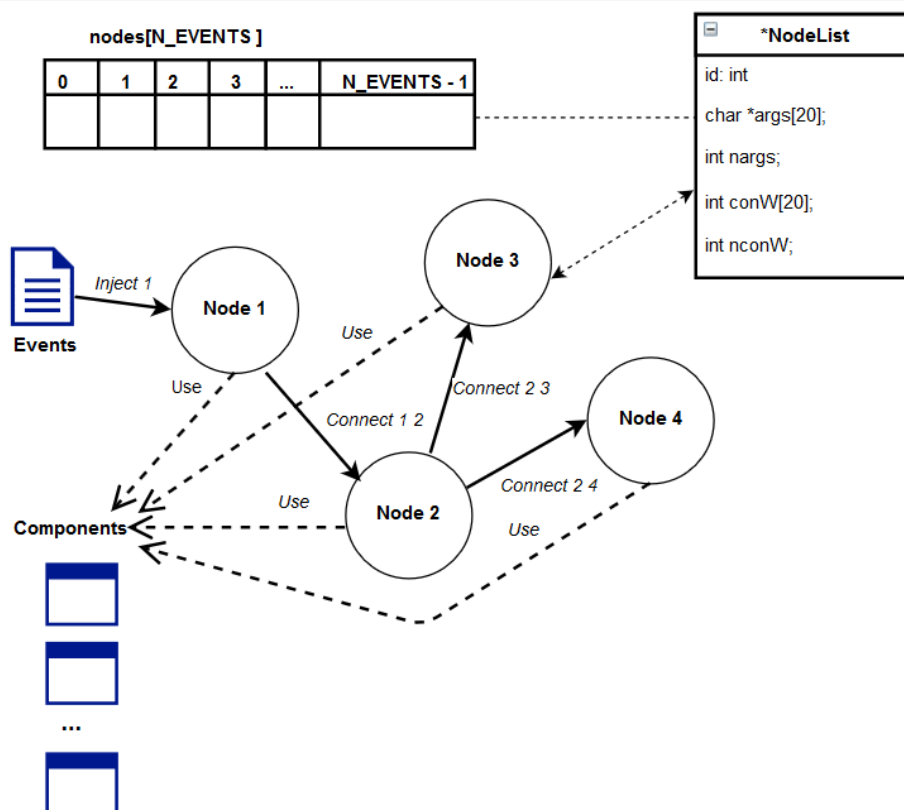 nodes[N_EVENTS ]
0 1 2 3 ... N_EVENTS - 1
*NodeList
id: int
char *args[20];
int nargs;
int conW[20];
int nconW;
Events
Inject 1
Node 1
Node 3
Use
Use
Connect 1 2
Connect 2 3
Node 4
Connect 2 4
Use
Node 2
Use
Components
...